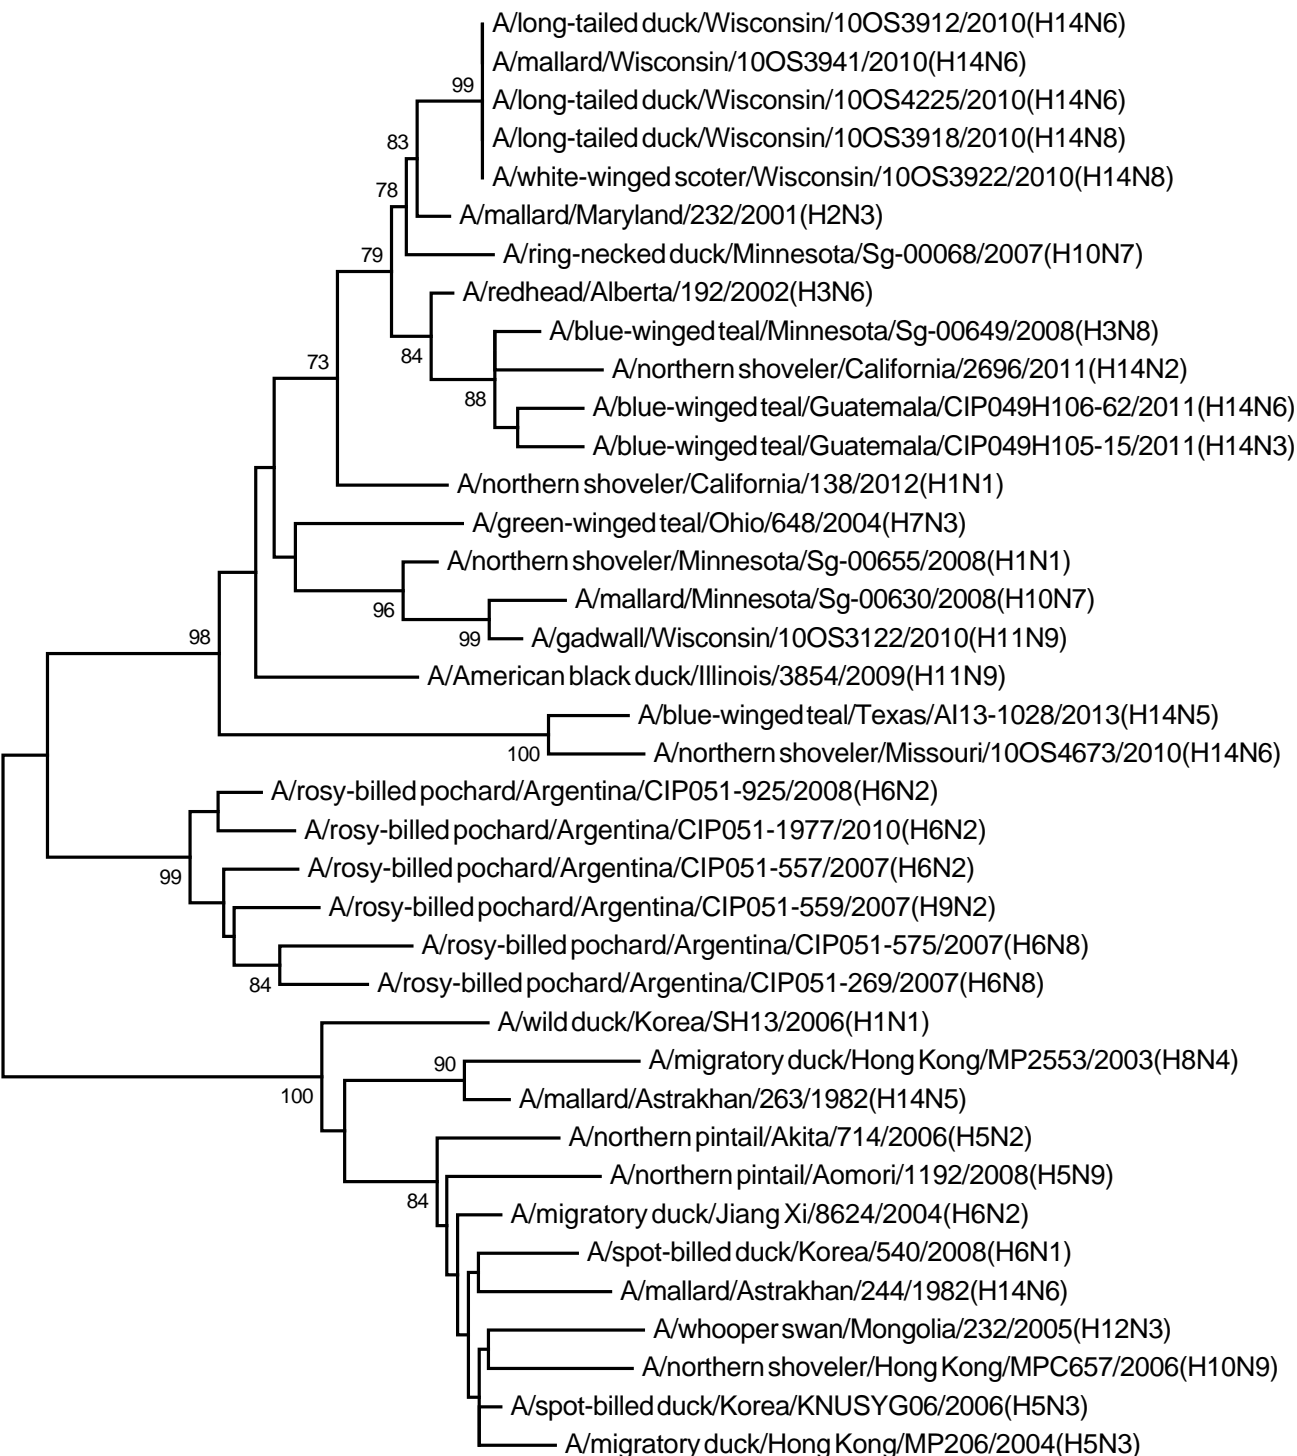 A/long-tailed duck/Wisconsin/10OS3912/2010(H14N6)
A/mallard/Wisconsin/10OS3941/2010(H14N6)
99
A/long-tailed duck/Wisconsin/10OS4225/2010(H14N6)
A/long-tailed duck/Wisconsin/10OS3918/2010(H14N8)
83
A/white-winged scoter/Wisconsin/10OS3922/2010(H14N8)
78
A/mallard/Maryland/232/2001(H2N3)
79
A/ring-necked duck/Minnesota/Sg-00068/2007(H10N7)
A/redhead/Alberta/192/2002(H3N6)
A/blue-winged teal/Minnesota/Sg-00649/2008(H3N8)
84
73
A/northern shoveler/California/2696/2011(H14N2)
88
A/blue-winged teal/Guatemala/CIP049H106-62/2011(H14N6)
A/blue-winged teal/Guatemala/CIP049H105-15/2011(H14N3)
A/northern shoveler/California/138/2012(H1N1)
A/green-winged teal/Ohio/648/2004(H7N3)
A/northern shoveler/Minnesota/Sg-00655/2008(H1N1)
96
A/mallard/Minnesota/Sg-00630/2008(H10N7)
99
A/gadwall/Wisconsin/10OS3122/2010(H11N9)
98
A/American black duck/Illinois/3854/2009(H11N9)
A/blue-winged teal/Texas/AI13-1028/2013(H14N5)
100
A/northern shoveler/Missouri/10OS4673/2010(H14N6)
A/rosy-billed pochard/Argentina/CIP051-925/2008(H6N2)
A/rosy-billed pochard/Argentina/CIP051-1977/2010(H6N2)
99
A/rosy-billed pochard/Argentina/CIP051-557/2007(H6N2)
A/rosy-billed pochard/Argentina/CIP051-559/2007(H9N2)
A/rosy-billed pochard/Argentina/CIP051-575/2007(H6N8)
84
A/rosy-billed pochard/Argentina/CIP051-269/2007(H6N8)
A/wild duck/Korea/SH13/2006(H1N1)
90
A/migratory duck/Hong Kong/MP2553/2003(H8N4)
100
A/mallard/Astrakhan/263/1982(H14N5)
A/northern pintail/Akita/714/2006(H5N2)
A/northern pintail/Aomori/1192/2008(H5N9)
84
A/migratory duck/Jiang Xi/8624/2004(H6N2)
A/spot-billed duck/Korea/540/2008(H6N1)
A/mallard/Astrakhan/244/1982(H14N6)
A/whooper swan/Mongolia/232/2005(H12N3)
A/northern shoveler/Hong Kong/MPC657/2006(H10N9)
A/spot-billed duck/Korea/KNUSYG06/2006(H5N3)
A/migratory duck/Hong Kong/MP206/2004(H5N3)